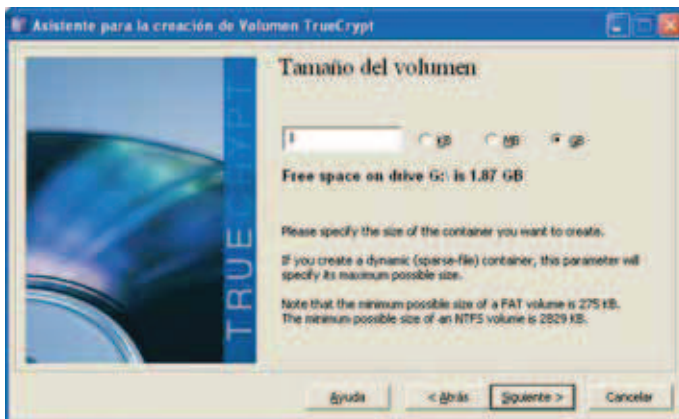 Asistente para la creación de Volumen TrueCrypt
TRUECRYPT
Tamaño del volumen
1
KB
MB
GB
Free space on drive G: is 1.87 GB
Please specify the size of the container you want to create.
If you create a dynamic (sparse-file) container, this parameter will
specify its maximum possible size.
Note that the minimum possible size of a FAT volume is 275 KB.
The minimum possible size of an NTFS volume is 2829 KB.
Ayuda
< Atrás
Siguiente >
Cancelar